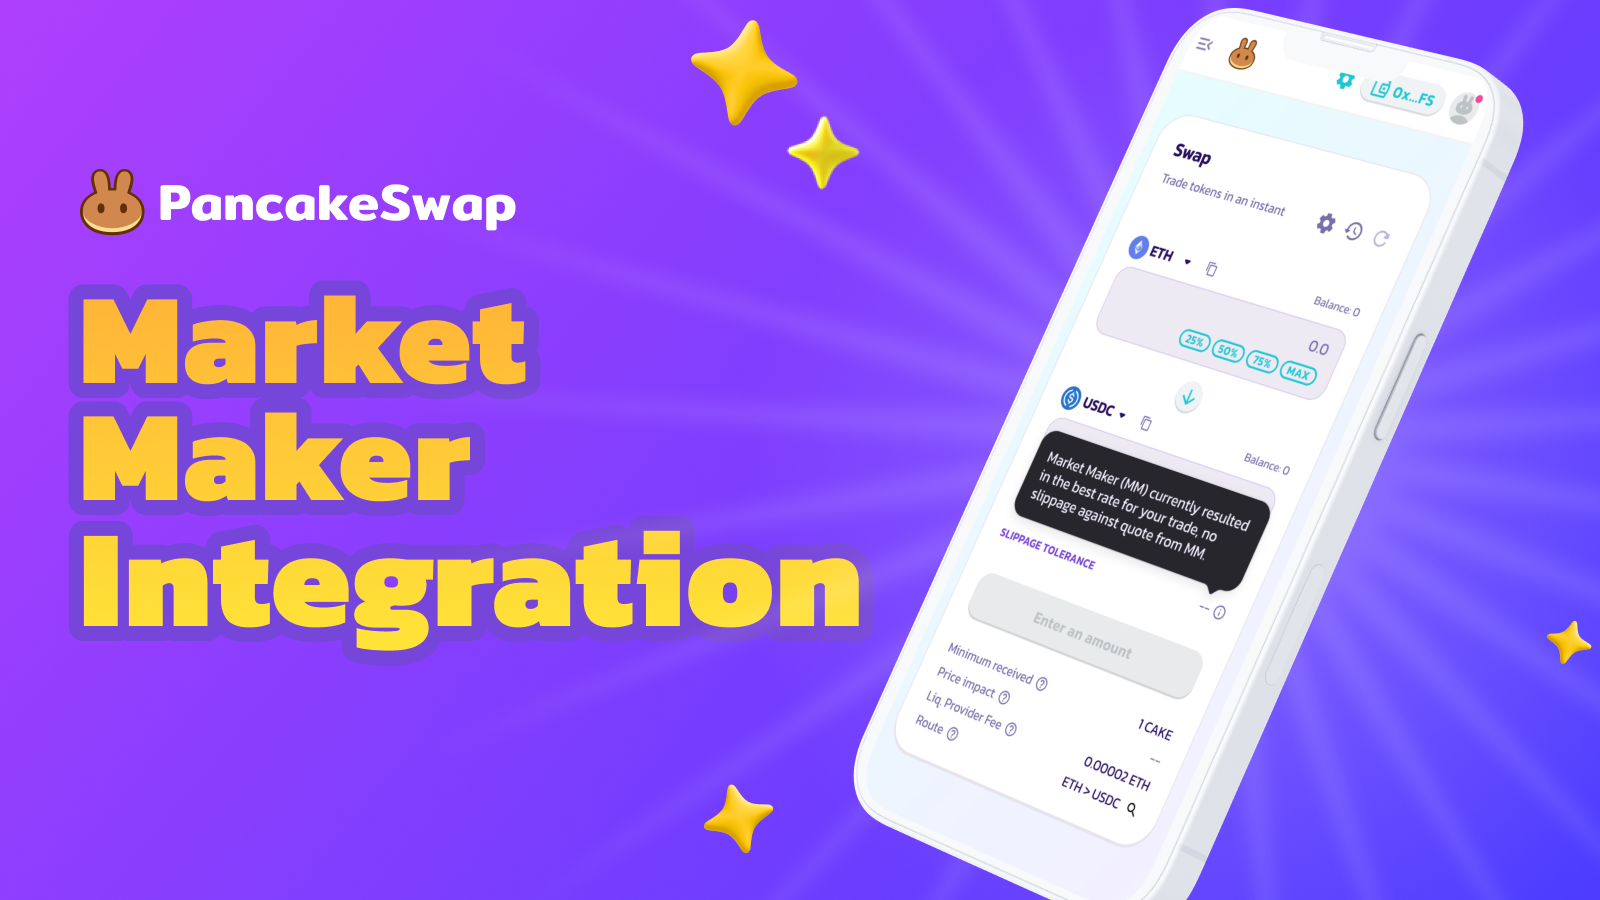 PancakeSwap
Market
Maker
Integration
0x...FS
Swap
Trade tokens in an instant
ETH
Balance: 0
0.0
25% 50% 75% MAX
USDC
Balance: 0
Market Maker (MM) currently resulted
in the best rate for your trade, no
slippage against quote from MM.
SLIPPAGE TOLERANCE
--
Enter an amount
Minimum received
1 CAKE
Price impact
--
Liq. Provider Fee
0.00002 ETH
Route
ETH > USDC